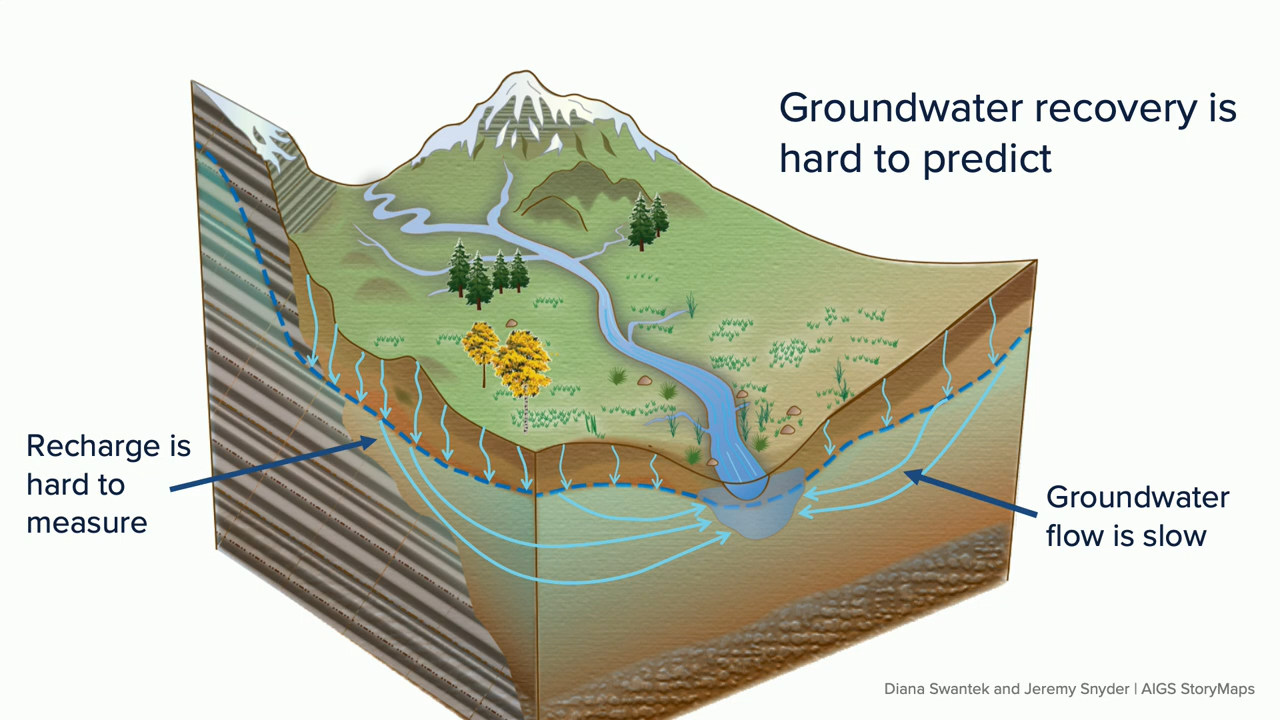 Groundwater recovery is
hard to predict
Recharge is
hard to
measure
Groundwater
flow is slow
Diana Swantek and Jeremy Snyder | AIGS StoryMaps